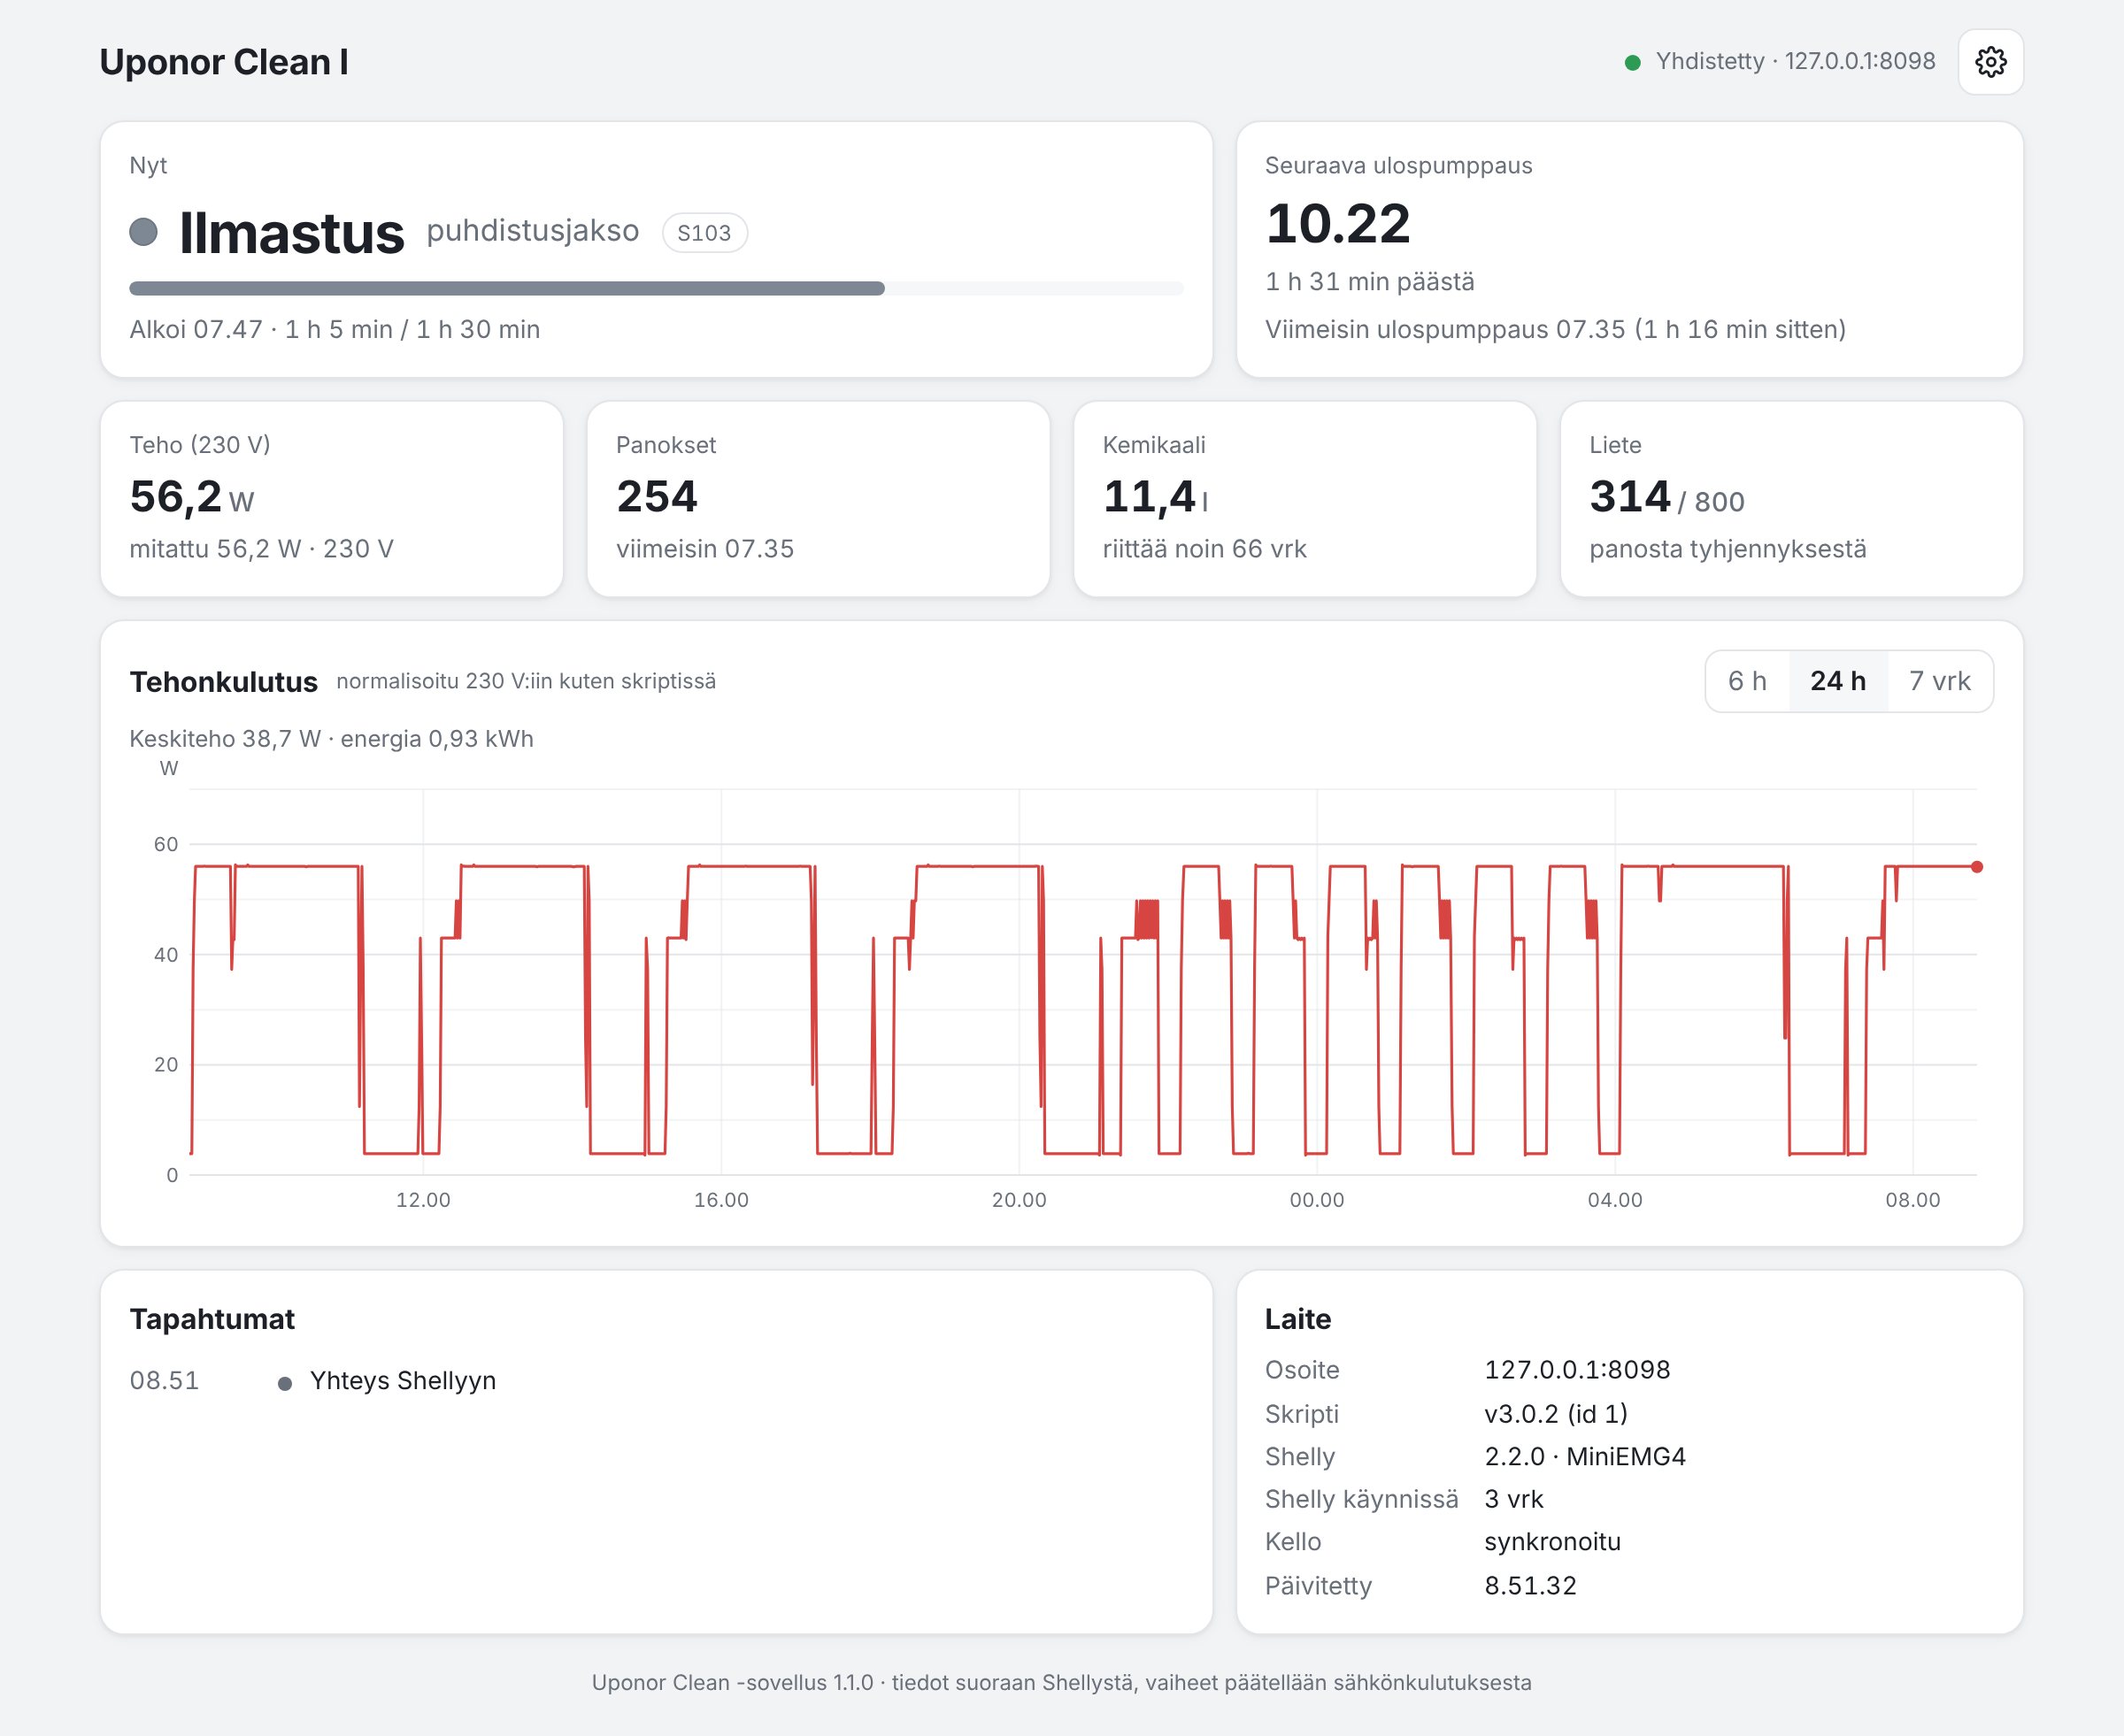 Uponor Clean I
Yhdistetty · 127.0.0.1:8098
Nyt
Ilmastus puhdistusjakso S103
Alkoi 07.47 · 1 h 5 min / 1 h 30 min
Seuraava ulospumppaus
10.22
1 h 31 min päästä
Viimeisin ulospumppaus 07.35 (1 h 16 min sitten)
Teho (230 V)
56,2 W
mitattu 56,2 W · 230 V
Panokset
254
viimeisin 07.35
Kemikaali
11,4 l
riittää noin 66 vrk
Liete
314 / 800
panosta tyhjennyksestä
Tehonkulutus normalisoitu 230 V:iin kuten skriptissä
6 h 24 h 7 vrk
Keskiteho 38,7 W · energia 0,93 kWh
W
60
40
20
0
12.00 16.00 20.00 00.00 04.00 08.00
Tapahtumat
08.51 Yhteys Shellyyn
Laite
Osoite 127.0.0.1:8098
Skripti v3.0.2 (id 1)
Shelly 2.2.0 · MiniEMG4
Shelly käynnissä 3 vrk
Kello synkronoitu
Päivitetty 8.51.32
Uponor Clean -sovellus 1.1.0 · tiedot suoraan Shellystä, vaiheet päätellään sähkönkulutuksesta